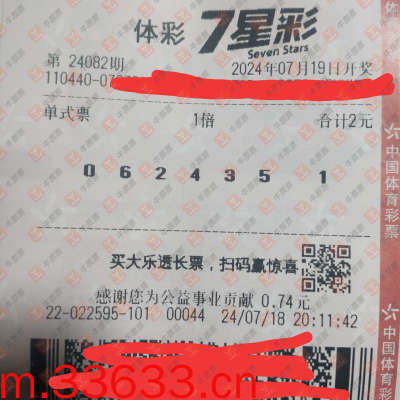 体彩 7星彩
Seven Stars
第 24082期 2024年07月19日开奖
110440-07
单式票 1倍 合计2元
0 6 2 4 3 5 1
买大乐透长票，扫码赢惊喜
感谢您为公益事业贡献 0.74元
22-022595-101 00044 24/07/18 20:11:42
m.33633.cn
中国体育彩票
中国体育彩